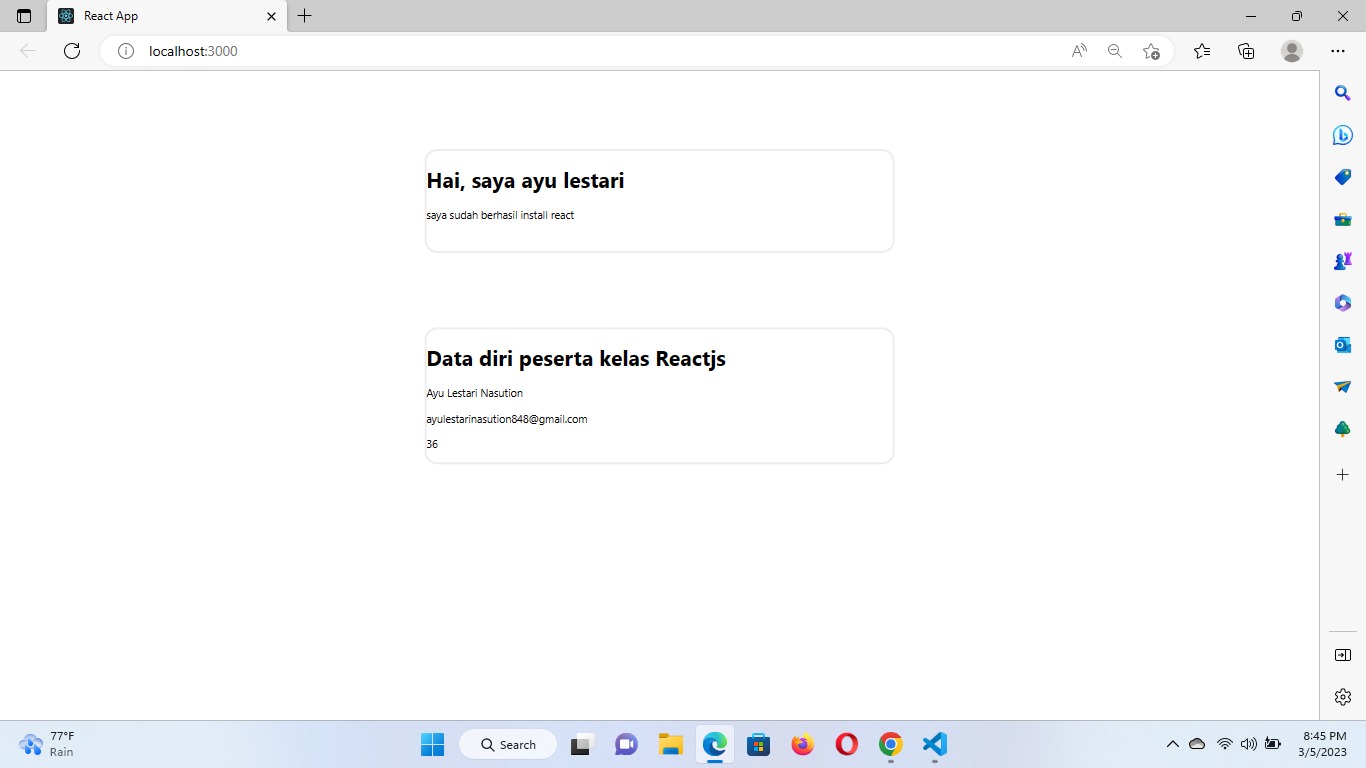 React App
localhost:3000
Hai, saya ayu lestari
saya sudah berhasil install react
Data diri peserta kelas Reactjs
Ayu Lestari Nasution
ayulestarinasution848@gmail.com
36
77°F
Rain
Search
8:45 PM
3/5/2023